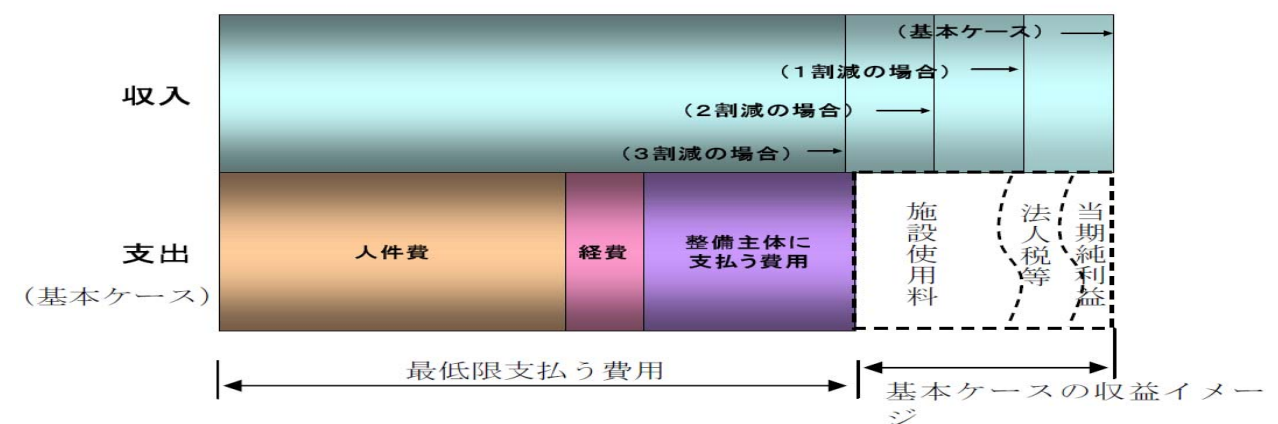 (基本ケース)
(1割減の場合)
収入
(2割減の場合)
(3割減の場合)
支出
(基本ケース)
人件費
経費
整備主体に
支払う費用
施設使用料
法人税等
当期純利益
最低限支払う費用
基本ケースの収益イメー
ジ